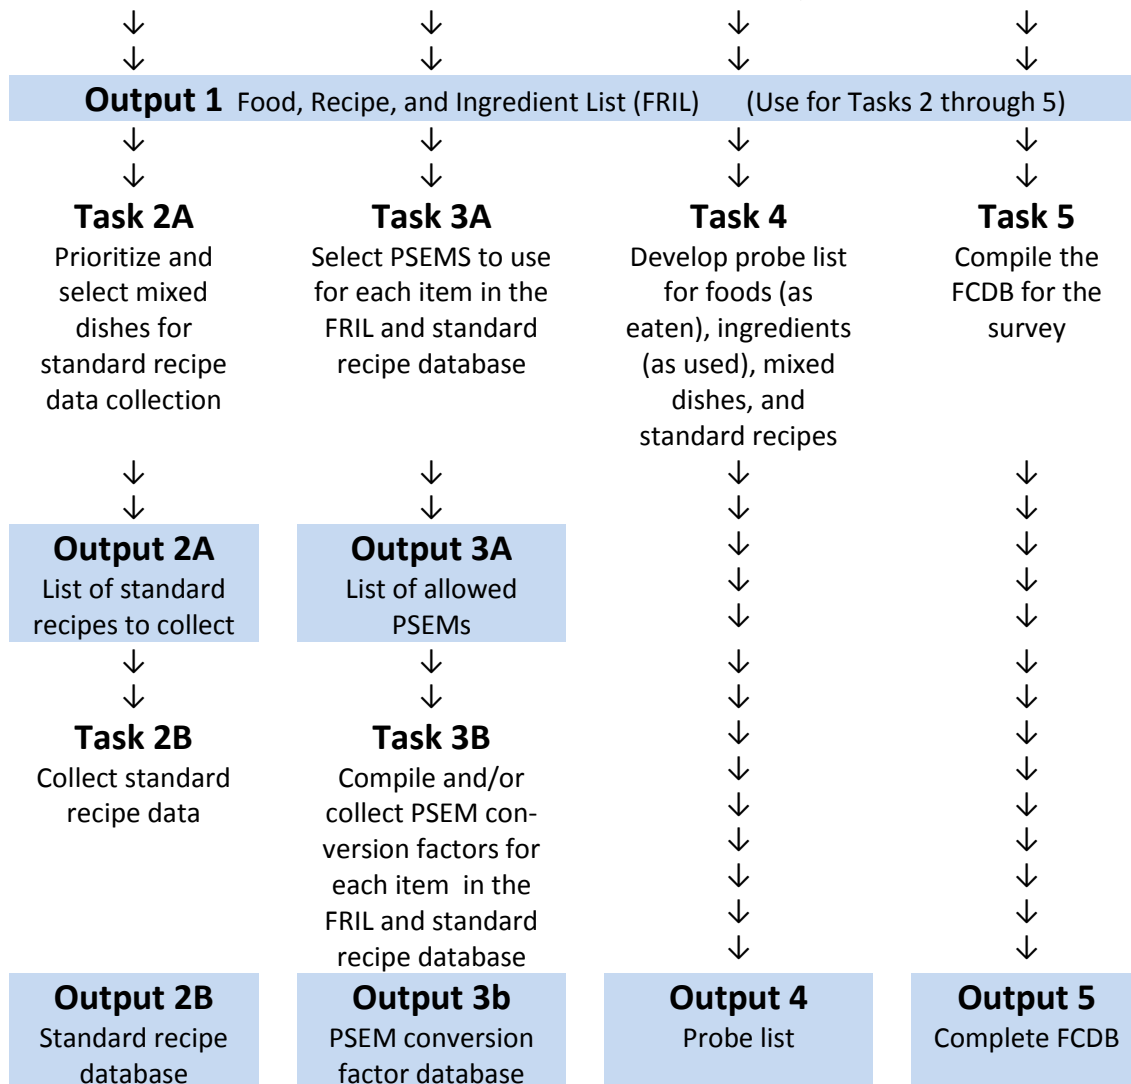 ↓ ↓ ↓ ↓
↓ ↓ ↓ ↓
Output 1 Food, Recipe, and Ingredient List (FRIL) (Use for Tasks 2 through 5)
↓ ↓ ↓ ↓
↓ ↓ ↓ ↓
Task 2A
Prioritize and
select mixed
dishes for
standard recipe
data collection
↓
↓
Output 2A
List of standard
recipes to collect
↓
↓
Task 2B
Collect standard
recipe data
Output 2B
Standard recipe
database
Task 3A
Select PSEMS to use
for each item in the
FRIL and standard
recipe database
↓
↓
Output 3A
List of allowed
PSEMs
↓
↓
Task 3B
Compile and/or
collect PSEM con-
version factors for
each item in the
FRIL and standard
recipe database
Output 3b
PSEM conversion
factor database
Task 4
Develop probe list
for foods (as
eaten), ingredients
(as used), mixed
dishes, and
standard recipes
↓
↓
↓
↓
↓
↓
↓
↓
↓
↓
↓
↓
↓
↓
Output 4
Probe list
Task 5
Compile the
FCDB for the
survey
↓
↓
↓
↓
↓
↓
↓
↓
↓
↓
↓
↓
↓
↓
Output 5
Complete FCDB